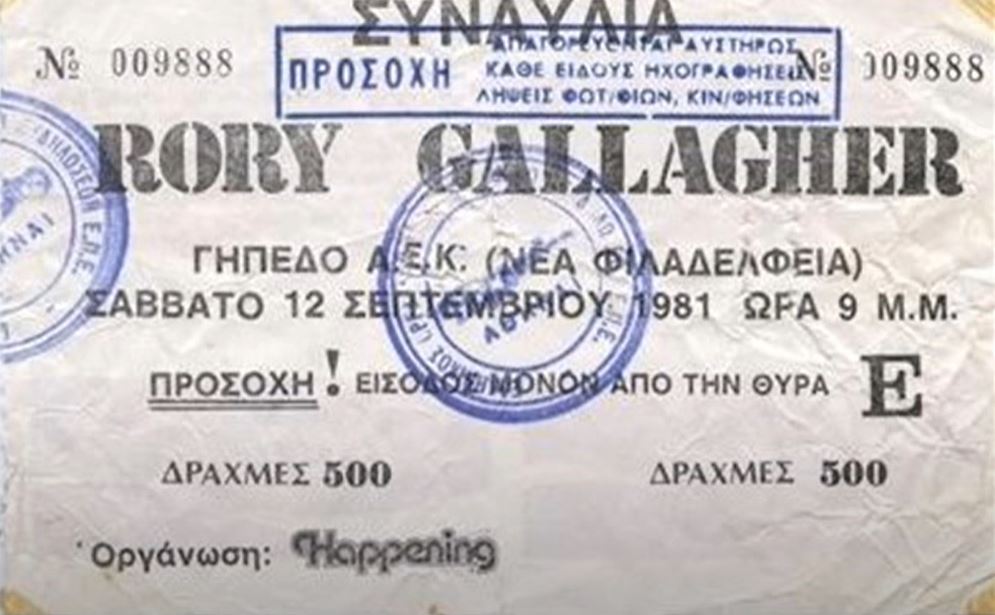 ΣΥΝΑΥΛΙΑ
ΑΠΑΓΟΡΕΥΟΝΤΑΙ ΑΥΣΤΗΡΩΣ
№ 009888 ΠΡΟΣΟΧΗ ΚΑΘΕ ΕΙΔΟΥΣ ΗΧΟΓΡΑΦΗΣΕΙΣ № 009888
ΛΗΨΕΙΣ ΦΩΤ/ΦΙΩΝ, ΚΙΝ/ΦΗΣΕΩΝ
RORY GALLAGHER
ΓΗΠΕΔΟ Α.Ε.Κ. (ΝΕΑ ΦΙΛΑΔΕΛΦΕΙΑ)
ΣΑΒΒΑΤΟ 12 ΣΕΠΤΕΜΒΡΙΟΥ 1981 ΩΡΑ 9 Μ.Μ.
ΠΡΟΣΟΧΗ! ΕΙΣΟΔΟΣ ΜΟΝΟΝ ΑΠΟ ΤΗΝ ΘΥΡΑ Ε
ΔΡΑΧΜΕΣ 500 ΔΡΑΧΜΕΣ 500
Οργάνωση: Happening
Ε.Π.Ε.
ΑΘΗΝΑΙ